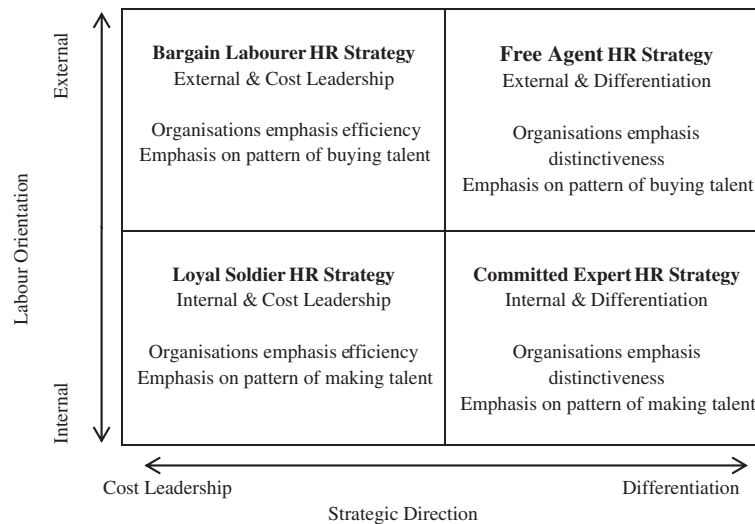 External
Labour Orientation
Internal
Bargain Labourer HR Strategy
External & Cost Leadership
Organisations emphasis efficiency
Emphasis on pattern of buying talent
Free Agent HR Strategy
External & Differentiation
Organisations emphasis
distinctiveness
Emphasis on pattern of buying talent
Loyal Soldier HR Strategy
Internal & Cost Leadership
Organisations emphasis efficiency
Emphasis on pattern of making talent
Committed Expert HR Strategy
Internal & Differentiation
Organisations emphasis
distinctiveness
Emphasis on pattern of making talent
Cost Leadership
Differentiation
Strategic Direction